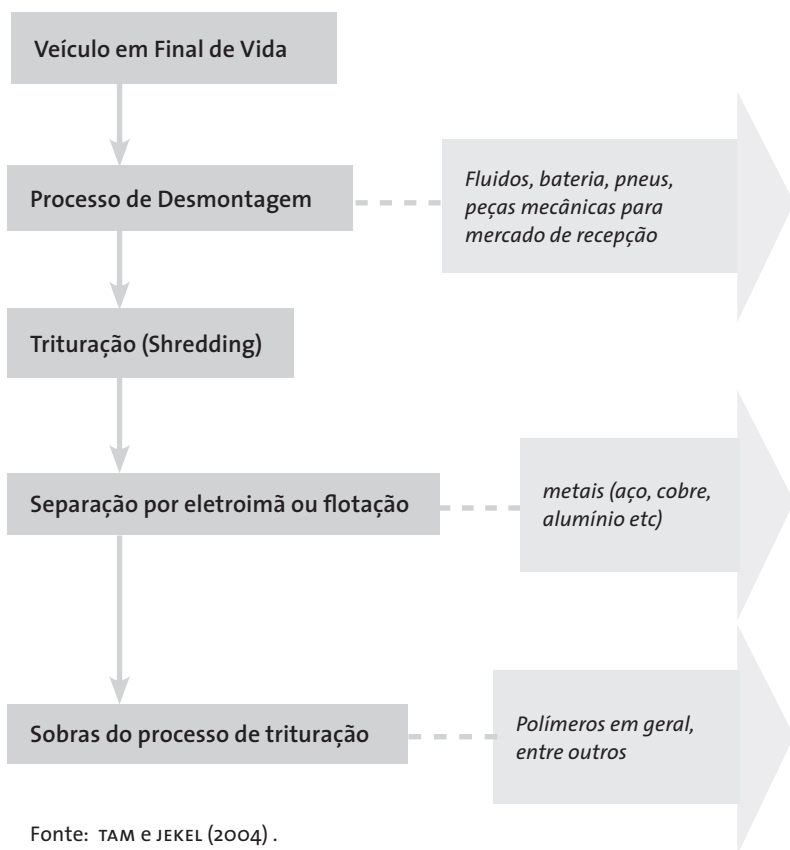 Veículo em Final de Vida
Processo de Desmontagem
Fluidos, bateria, pneus,
peças mecânicas para
mercado de recepção
Trituração (Shredding)
Separação por eletroimã ou flotação
metais (aço, cobre,
alumínio etc)
Sobras do processo de trituração
Polímeros em geral,
entre outros
Fonte: TAM e JEKEL (2004) .